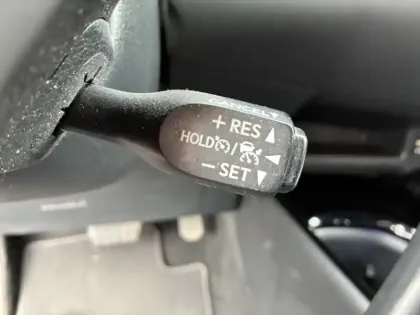 CANCEL
+ RES
HOLD /
− SET